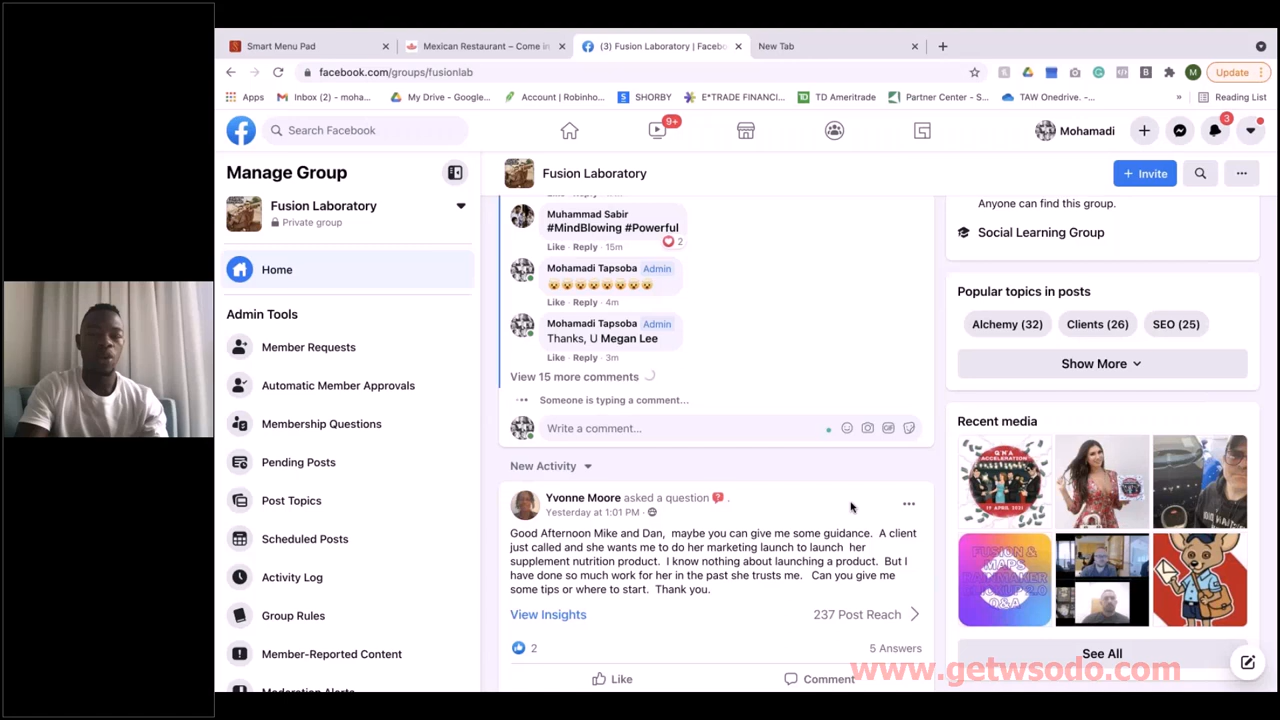 Smart Menu Pad
Mexican Restaurant – Come in
(3) Fusion Laboratory | Facebo
New Tab
facebook.com/groups/fusionlab
Update
Apps
Inbox (2) - moha...
My Drive - Google...
Account | Robinho...
SHORBY
E*TRADE FINANCI...
TD Ameritrade
Partner Center - S...
TAW Onedrive. -...
»
Reading List
Search Facebook
9+
Mohamadi
3
Manage Group
Fusion Laboratory
Private group
Home
Admin Tools
Member Requests
Automatic Member Approvals
Membership Questions
Pending Posts
Post Topics
Scheduled Posts
Activity Log
Group Rules
Member-Reported Content
Moderation Alerts
Fusion Laboratory
+ Invite
Muhammad Sabir
#MindBlowing #Powerful
2
Like · Reply · 15m
Mohamadi Tapsoba Admin
😮😮😮😮😮😮😮😮
Like · Reply · 4m
Mohamadi Tapsoba Admin
Thanks, U Megan Lee
Like · Reply · 3m
View 15 more comments
Someone is typing a comment...
Write a comment...
New Activity
Yvonne Moore asked a question .
Yesterday at 1:01 PM ·
Good Afternoon Mike and Dan, maybe you can give me some guidance. A client
just called and she wants me to do her marketing launch to launch her
supplement nutrition product. I know nothing about launching a product. But I
have done so much work for her in the past she trusts me. Can you give me
some tips or where to start. Thank you.
View Insights
237 Post Reach
2
5 Answers
Like
Comment
Anyone can find this group.
Social Learning Group
Popular topics in posts
Alchemy (32)
Clients (26)
SEO (25)
Show More
Recent media
Q&A
ACCELERATION
19 APRIL 2021
FUSION &
MAPS
See All
www.getwsodo.com